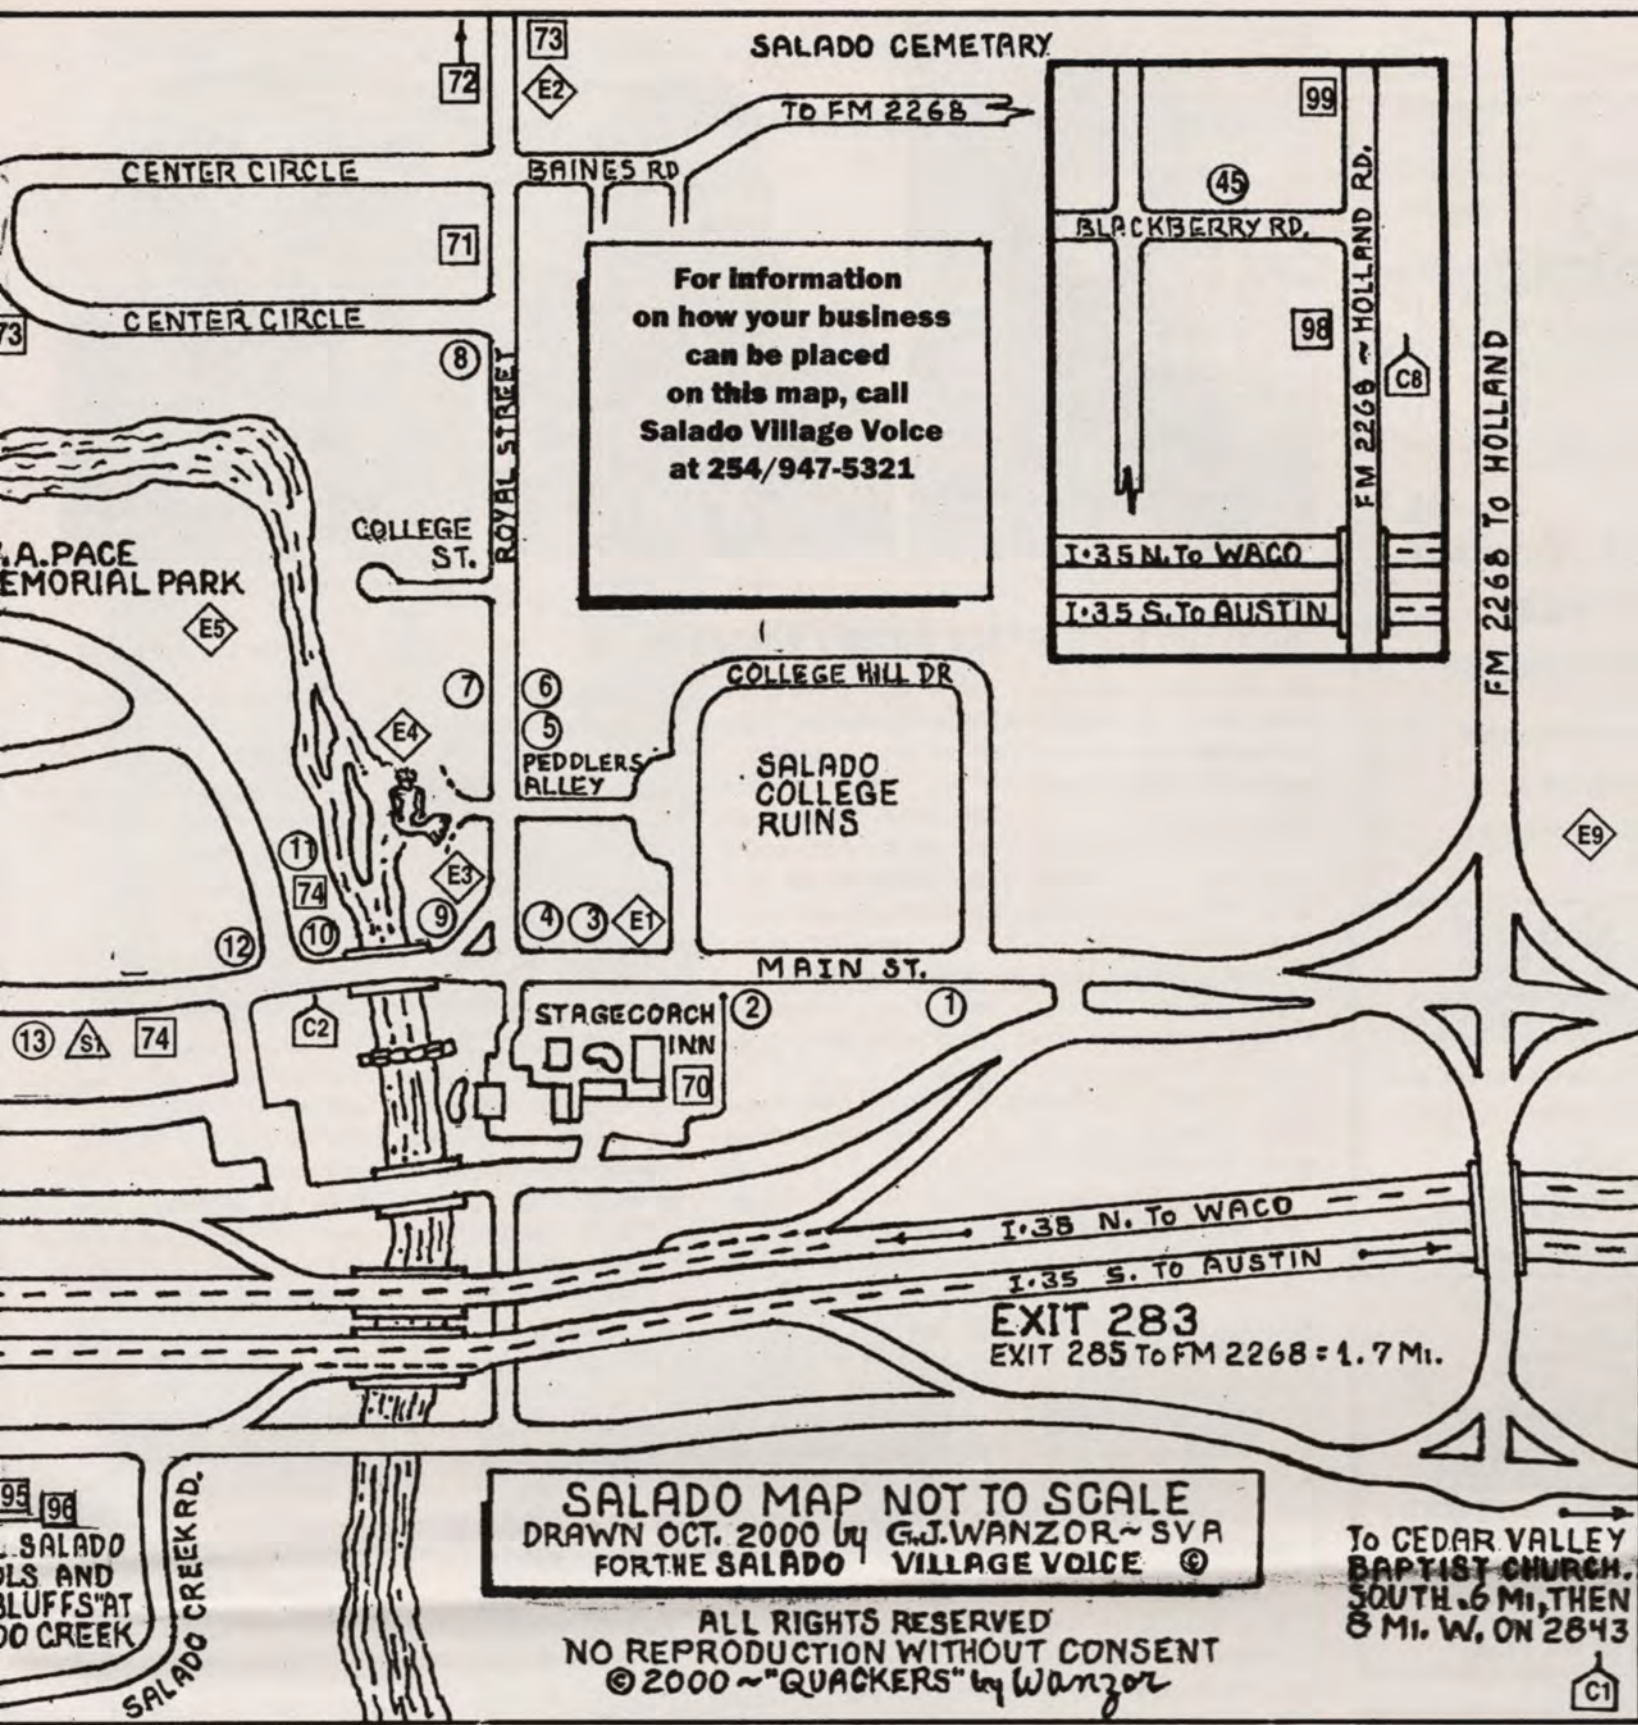 SALADO CEMETARY
73
72
E2
TO FM 2268
99
CENTER CIRCLE
BAINES RD
45
BLACKBERRY RD.
71
For Information
on how your business
can be placed
on this map, call
Salado Village Voice
at 254/947-5321
CENTER CIRCLE
73
8
98
C8
FM 2268 ~ HOLLAND RD.
FM 2268 TO HOLLAND
ROYAL STREET
COLLEGE
ST.
.A.PACE
EMORIAL PARK
E5
I·35 N. TO WACO
I·35 S. TO AUSTIN
COLLEGE HILL DR
7
6
5
E4
PEDDLERS
ALLEY
SALADO
COLLEGE
RUINS
E9
11
74
10
12
E3
9
4
3
E1
MAIN ST.
13
S1
74
C2
STAGECOACH
INN
70
2
1
I·38 N. TO WACO
I·35 S. TO AUSTIN
EXIT 283
EXIT 285 TO FM 2268 = 1.7 MI.
95
96
SALADO
OLS AND
BLUFFS" AT
DO CREEK
SALADO CREEK RD.
SALADO MAP NOT TO SCALE
DRAWN OCT. 2000 by G.J.WANZOR~SVA
FOR THE SALADO VILLAGE VOICE ©
ALL RIGHTS RESERVED
NO REPRODUCTION WITHOUT CONSENT
©2000~"QUACKERS" by Wanzor
TO CEDAR VALLEY
BAPTIST CHURCH.
SOUTH .6 MI, THEN
8 MI. W. ON 2843
C1